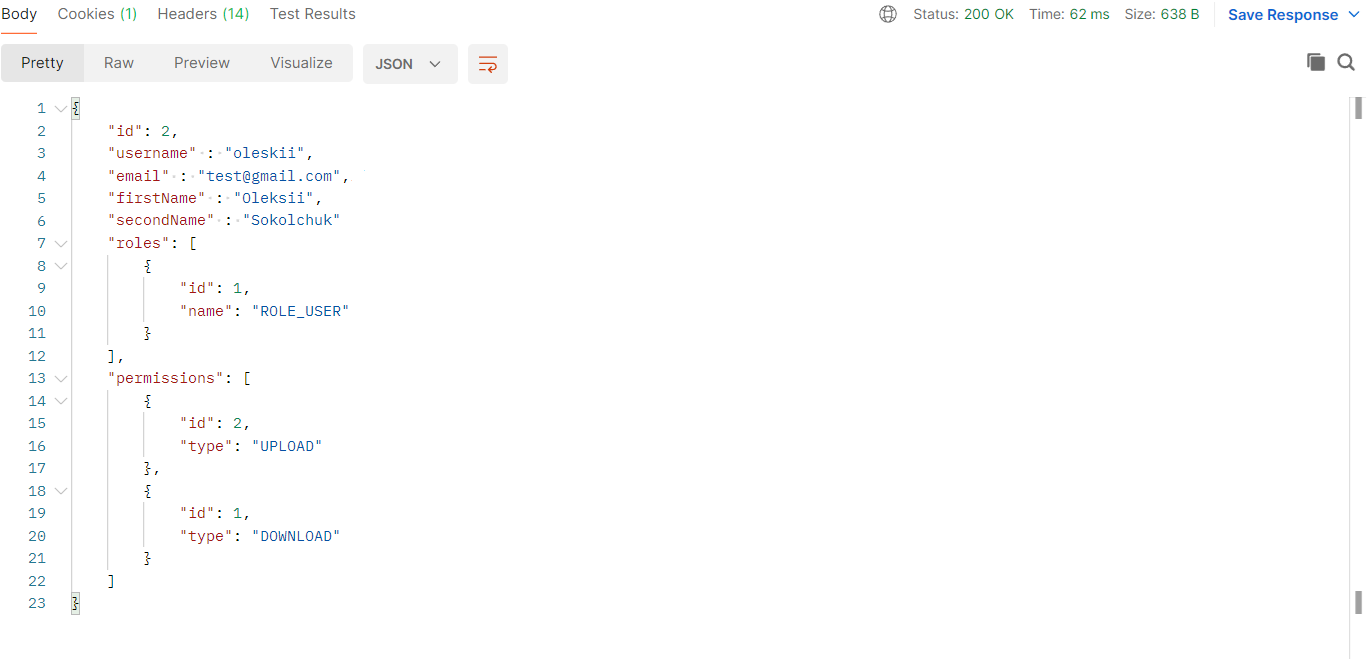 Body Cookies (1) Headers (14) Test Results Status: 200 OK Time: 62 ms Size: 638 B Save Response
Pretty Raw Preview Visualize JSON
1 {
2 "id": 2,
3 "username" : "oleskii",
4 "email" : "test@gmail.com",
5 "firstName" : "Oleksii",
6 "secondName" : "Sokolchuk"
7 "roles": [
8 {
9 "id": 1,
10 "name": "ROLE_USER"
11 }
12 ],
13 "permissions": [
14 {
15 "id": 2,
16 "type": "UPLOAD"
17 },
18 {
19 "id": 1,
20 "type": "DOWNLOAD"
21 }
22 ]
23 }